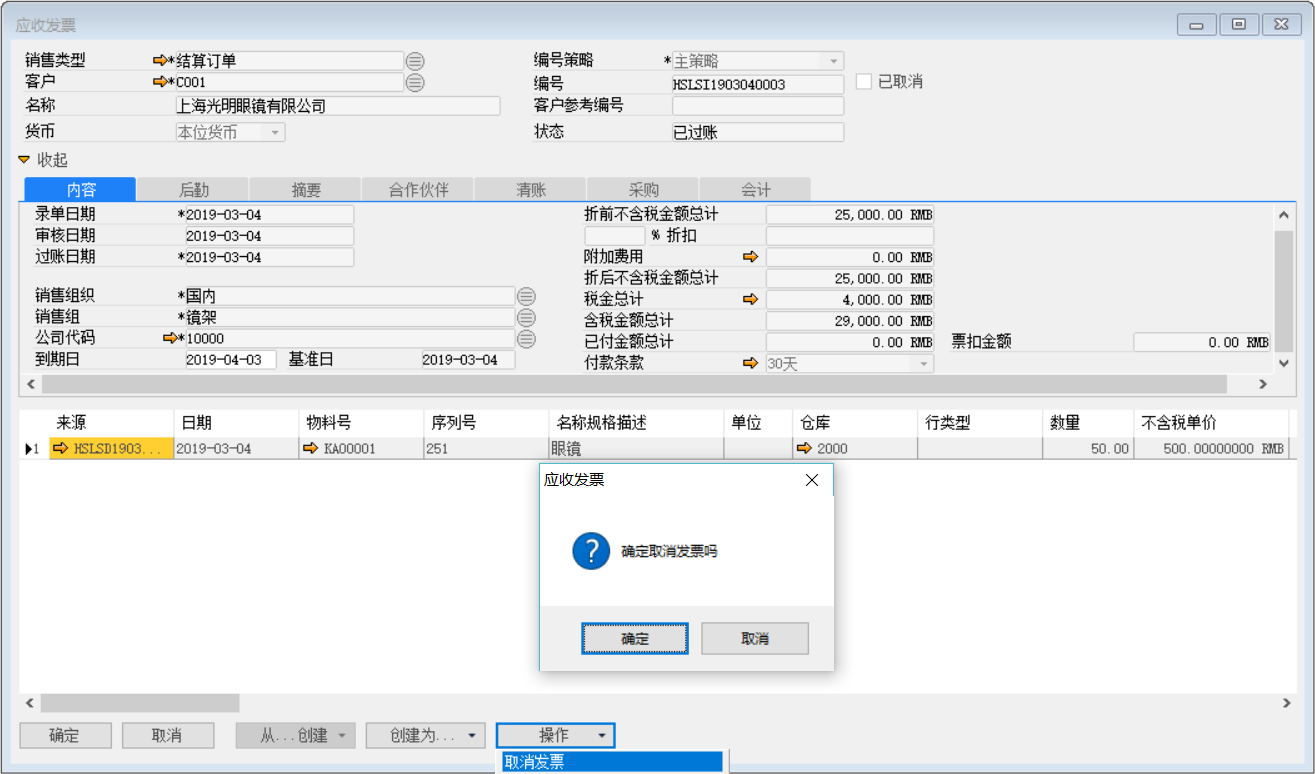 应收发票
销售类型 *结算订单 编号策略 *主策略
客户 *C001 编号 HSLSI1903040003 已取消
名称 上海光明眼镜有限公司 客户参考编号
货币 本位货币 状态 已过账
收起
内容 后勤 摘要 合作伙伴 清账 采购 会计
录单日期 *2019-03-04 折前不含税金额总计 25,000.00 RMB
审核日期 2019-03-04 % 折扣
过账日期 *2019-03-04 附加费用 0.00 RMB
折后不含税金额总计 25,000.00 RMB
销售组织 *国内 税金总计 4,000.00 RMB
销售组 *镜架 含税金额总计 29,000.00 RMB
公司代码 *10000 已付金额总计 0.00 RMB 票扣金额 0.00 RMB
到期日 2019-04-03 基准日 2019-03-04 付款条款 30天
来源 日期 物料号 序列号 名称规格描述 单位 仓库 行类型 数量 不含税单价
1 HSLSD1903... 2019-03-04 KA00001 251 眼镜 2000 50.00 500.00000000 RMB
应收发票
确定取消发票吗
确定 取消
确定 取消 从...创建 创建为... 操作
取消发票